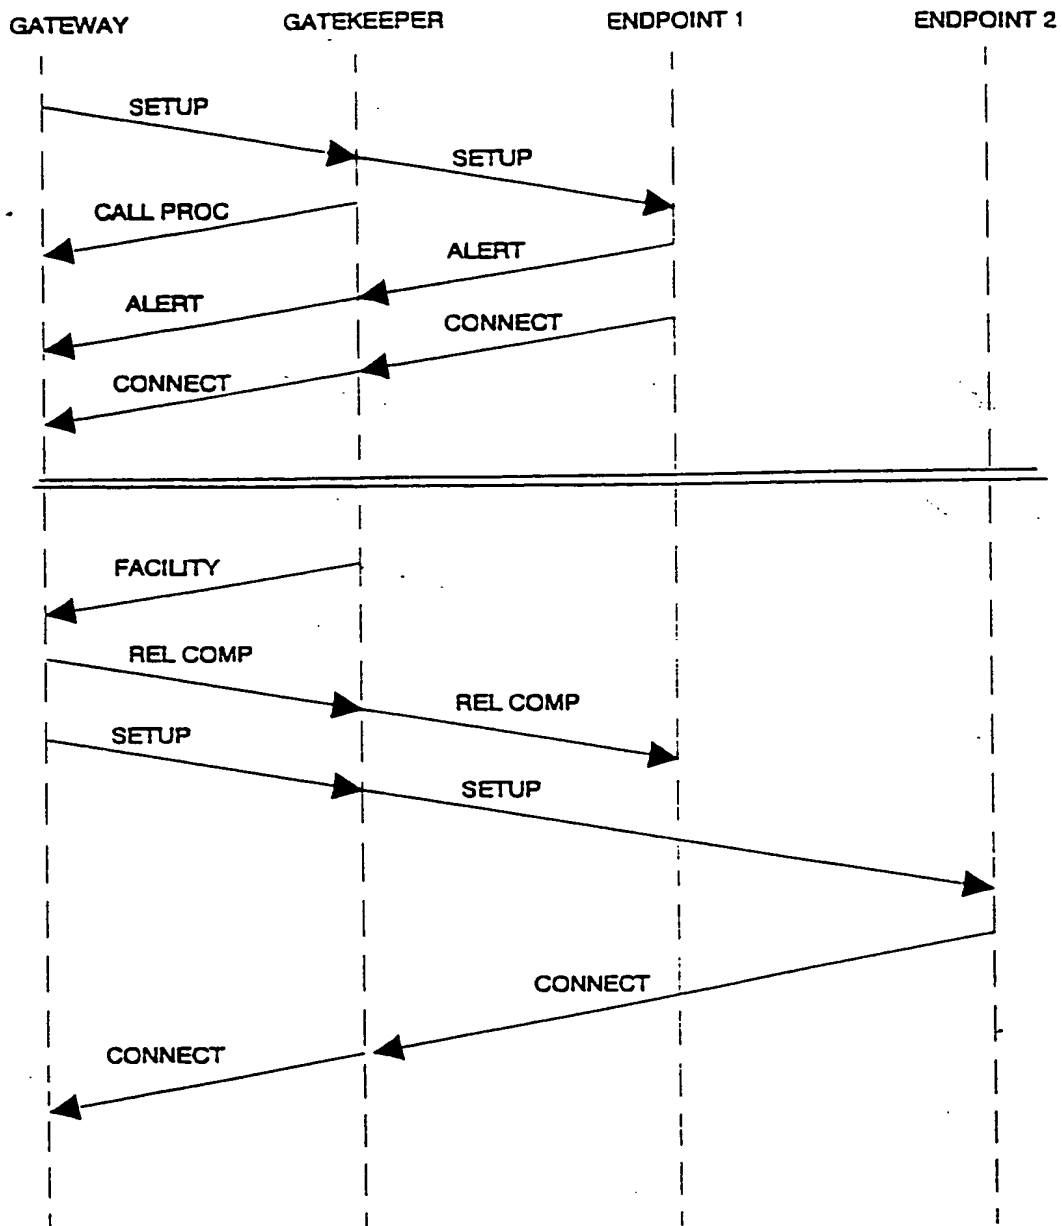 GATEWAY GATEKEEPER ENDPOINT 1 ENDPOINT 2
SETUP
SETUP
CALL PROC
ALERT
ALERT
CONNECT
CONNECT
FACILITY
REL COMP
REL COMP
SETUP
SETUP
CONNECT
CONNECT